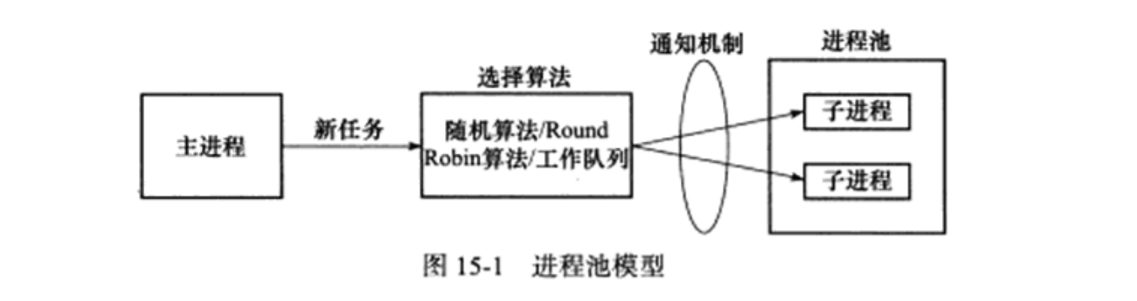 主进程
新任务
选择算法
随机算法/Round
Robin算法/工作队列
通知机制
进程池
子进程
子进程
图 15-1 进程池模型